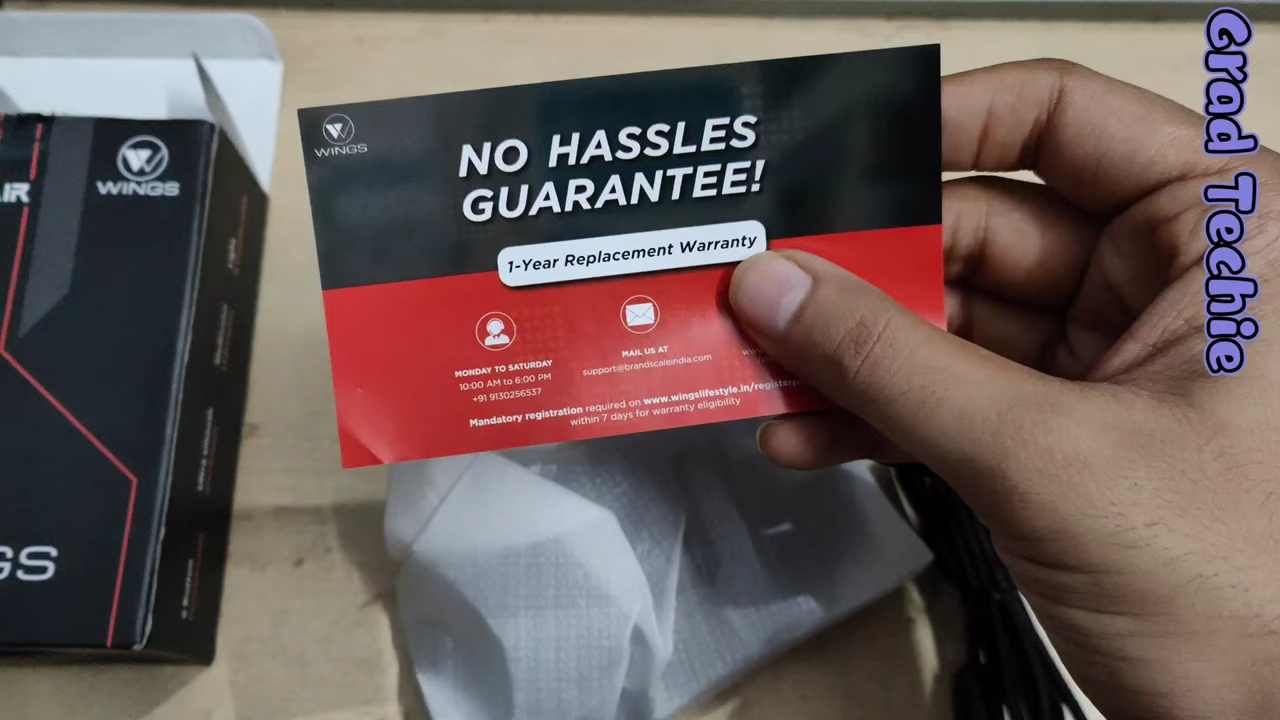 WINGS
NO HASSLES
GUARANTEE!
1-Year Replacement Warranty
MONDAY TO SATURDAY
10:00 AM to 6:00 PM
+91 9130256537
MAIL US AT
support@brandscaleindia.com
Mandatory registration required on www.wingslifestyle.in/registerp
within 7 days for warranty eligibility
AIR
WINGS
GS
Grad Techie